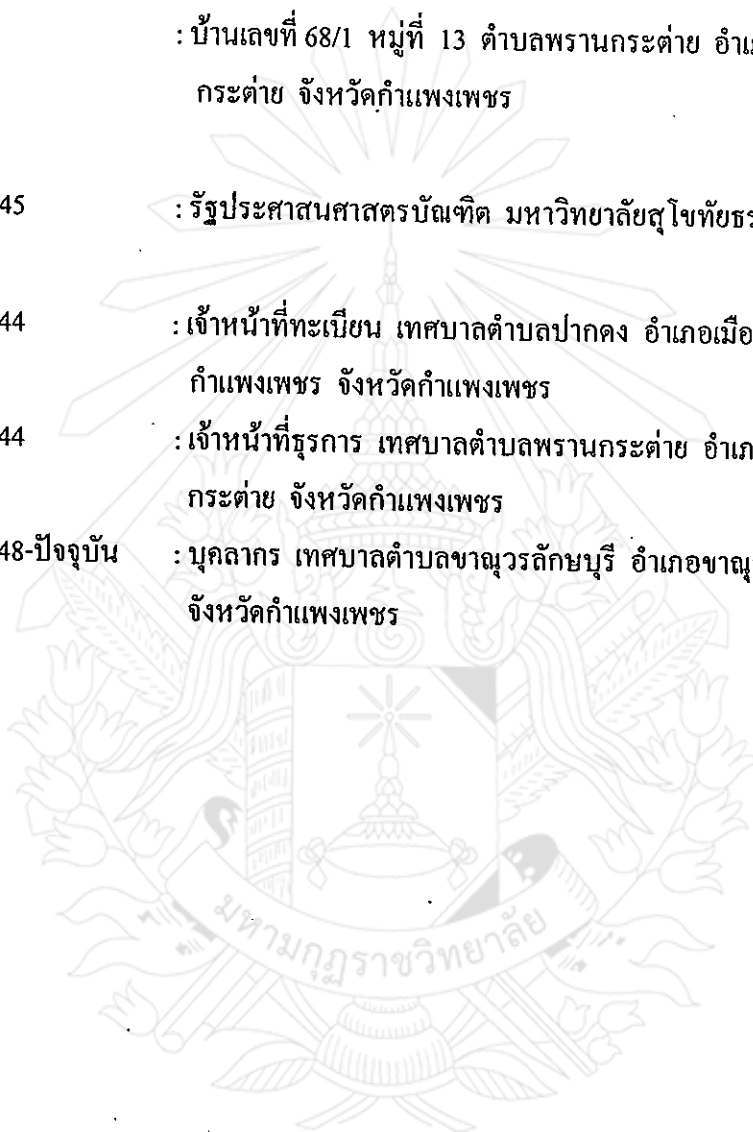 : บ้านเลขที่ 68/1 หมู่ที่ 13 ตำบลพรานกระต่าย
กระต่าย จังหวัดกำแพงเพชร
45 : รัฐประศาสนศาสตรบัณฑิต มหาวิทยาลัยสุโขทัยธร
44 : เจ้าหน้าที่ทะเบียน เทศบาลตำบลปากดง อำเภอเมือ
กำแพงเพชร จังหวัดกำแพงเพชร
44 : เจ้าหน้าที่ธุรการ เทศบาลตำบลพรานกระต่าย อำเภ
กระต่าย จังหวัดกำแพงเพชร
48-ปัจจุบัน : บุคลากร เทศบาลตำบลขาณุวรลักษบุรี อำเภอขาณุ
จังหวัดกำแพงเพชร
มหามกุฏราชวิทยาลัย